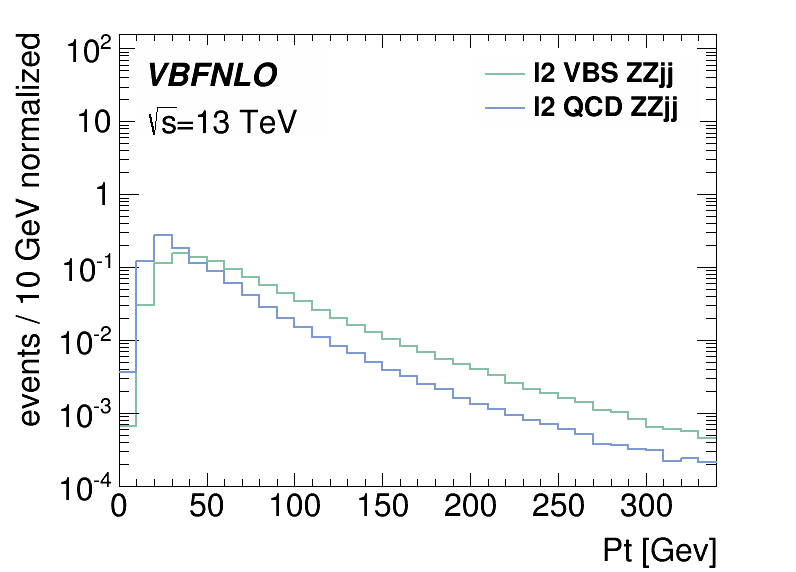 events / 10 GeV normalized
10²
10
1
10⁻¹
10⁻²
10⁻³
10⁻⁴
VBFNLO
√s=13 TeV
l2 VBS ZZjj
l2 QCD ZZjj
0 50 100 150 200 250 300
Pt [Gev]